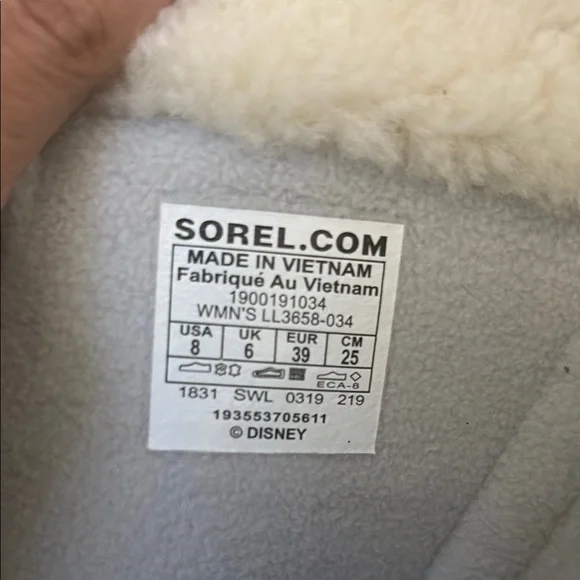 SOREL.COM
MADE IN VIETNAM
Fabriqué Au Vietnam
1900191034
WMN'S LL3658-034
USA UK EUR CM
8 6 39 25
ECA-8
1831 SWL 0319 219
193553705611
© DISNEY